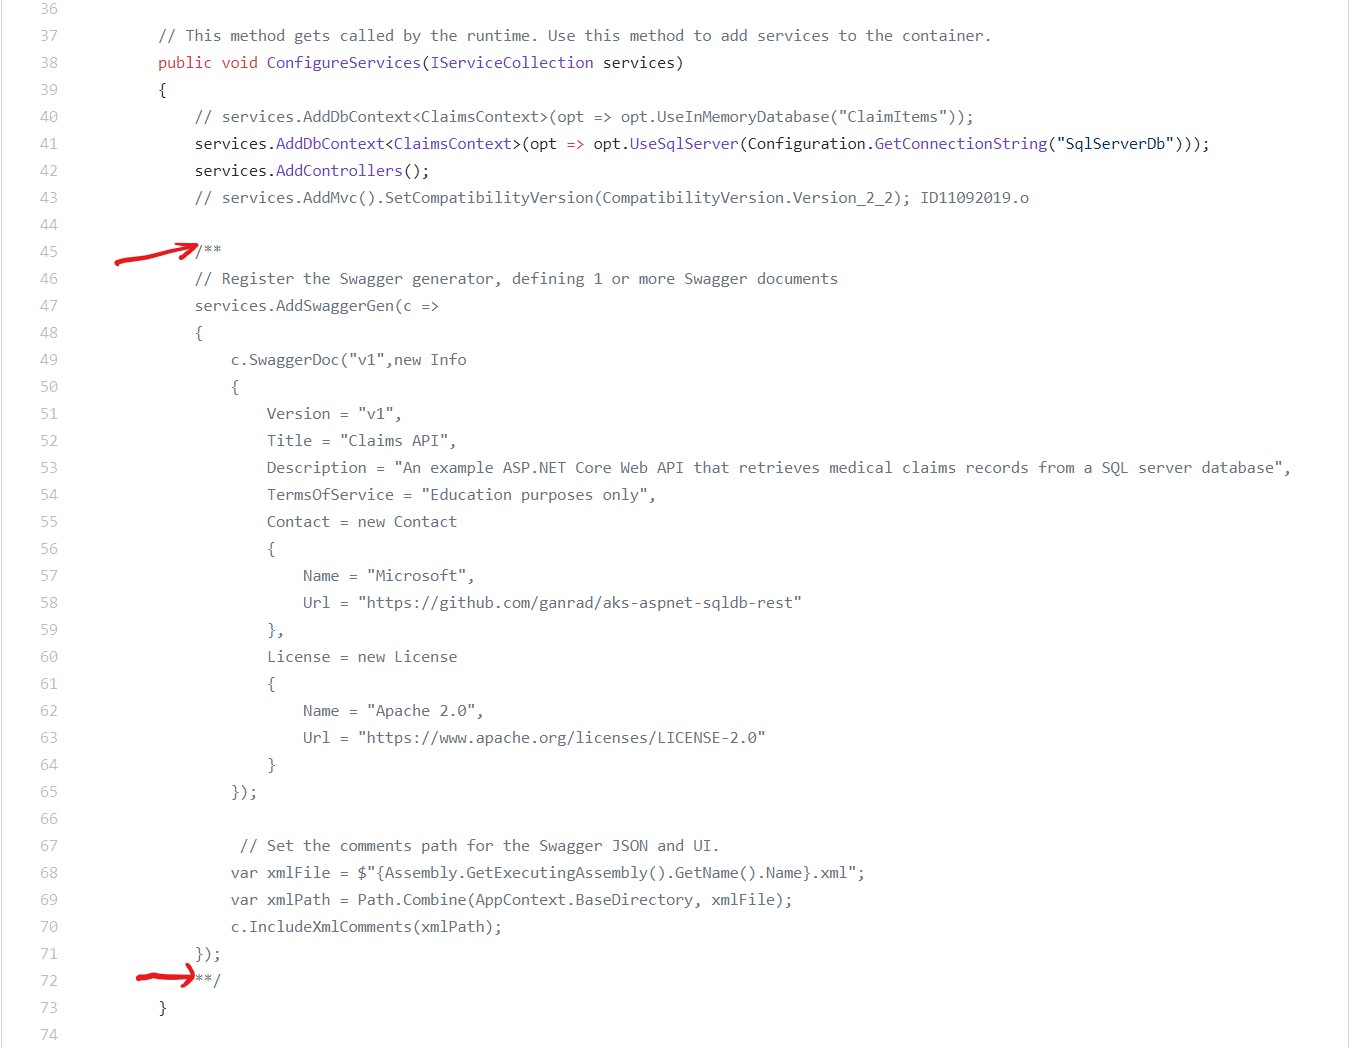 36
37 // This method gets called by the runtime. Use this method to add services to the container.
38 public void ConfigureServices(IServiceCollection services)
39 {
40 // services.AddDbContext<ClaimsContext>(opt => opt.UseInMemoryDatabase("ClaimItems"));
41 services.AddDbContext<ClaimsContext>(opt => opt.UseSqlServer(Configuration.GetConnectionString("SqlServerDb")));
42 services.AddControllers();
43 // services.AddMvc().SetCompatibilityVersion(CompatibilityVersion.Version_2_2); ID11092019.o
44
45 /**
46 // Register the Swagger generator, defining 1 or more Swagger documents
47 services.AddSwaggerGen(c =>
48 {
49 c.SwaggerDoc("v1",new Info
50 {
51 Version = "v1",
52 Title = "Claims API",
53 Description = "An example ASP.NET Core Web API that retrieves medical claims records from a SQL server database",
54 TermsOfService = "Education purposes only",
55 Contact = new Contact
56 {
57 Name = "Microsoft",
58 Url = "https://github.com/ganrad/aks-aspnet-sqldb-rest"
59 },
60 License = new License
61 {
62 Name = "Apache 2.0",
63 Url = "https://www.apache.org/licenses/LICENSE-2.0"
64 }
65 });
66
67 // Set the comments path for the Swagger JSON and UI.
68 var xmlFile = $"{Assembly.GetExecutingAssembly().GetName().Name}.xml";
69 var xmlPath = Path.Combine(AppContext.BaseDirectory, xmlFile);
70 c.IncludeXmlComments(xmlPath);
71 });
72 **/
73 }
74